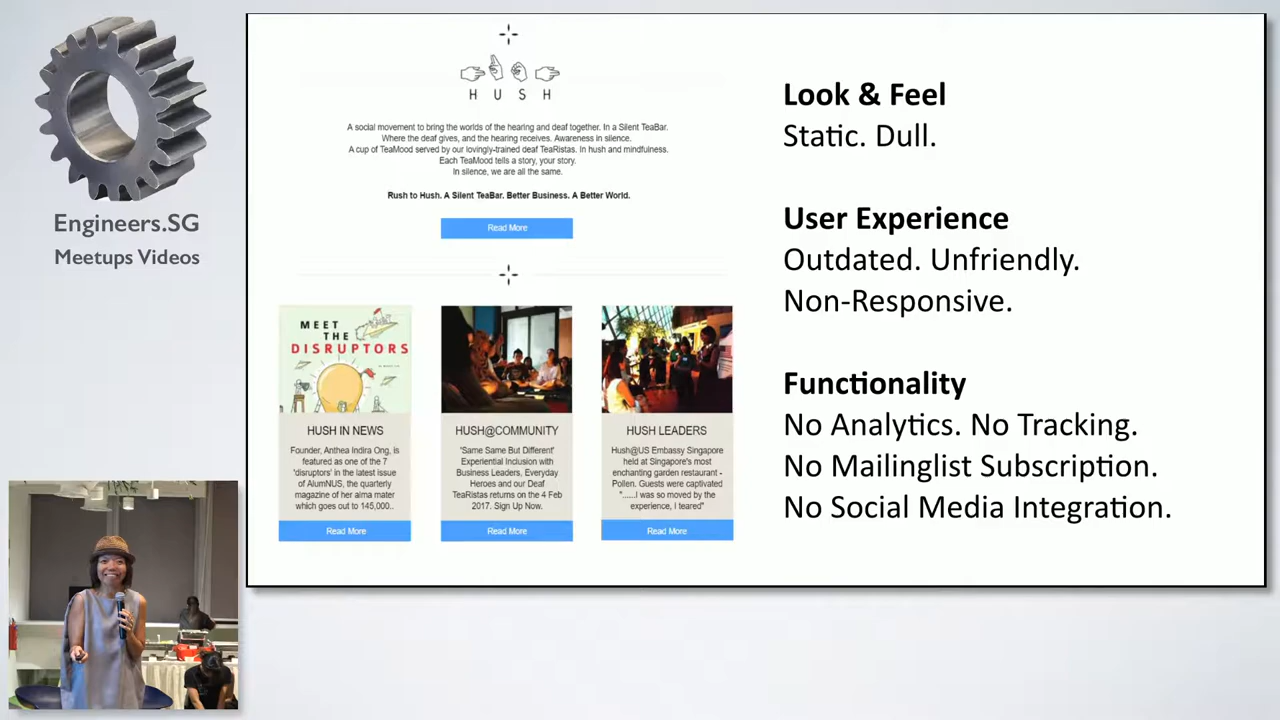 Engineers.SG
Meetups Videos
H U S H
A social movement to bring the worlds of the hearing and deaf together. In a Silent TeaBar.
Where the deaf gives, and the hearing receives. Awareness in silence.
A cup of TeaMood served by our lovingly-trained deaf TeaRistas. In hush and mindfulness.
Each TeaMood tells a story, your story.
In silence, we are all the same.
Rush to Hush. A Silent TeaBar. Better Business. A Better World.
Read More
MEET
THE
DISRUPTORS
HUSH IN NEWS
Founder, Anthea Indira Ong, is
featured as one of the 7
'disruptors' in the latest issue
of AlumNUS, the quarterly
magazine of her alma mater
which goes out to 145,000..
Read More
HUSH@COMMUNITY
'Same Same But Different'
Experiential Inclusion with
Business Leaders, Everyday
Heroes and our Deaf
TeaRistas returns on the 4 Feb
2017. Sign Up Now.
Read More
HUSH LEADERS
Hush@US Embassy Singapore
held at Singapore's most
enchanting garden restaurant -
Pollen. Guests were captivated
"......I was so moved by the
experience, I teared"
Read More
Look & Feel
Static. Dull.
User Experience
Outdated. Unfriendly.
Non-Responsive.
Functionality
No Analytics. No Tracking.
No Mailinglist Subscription.
No Social Media Integration.